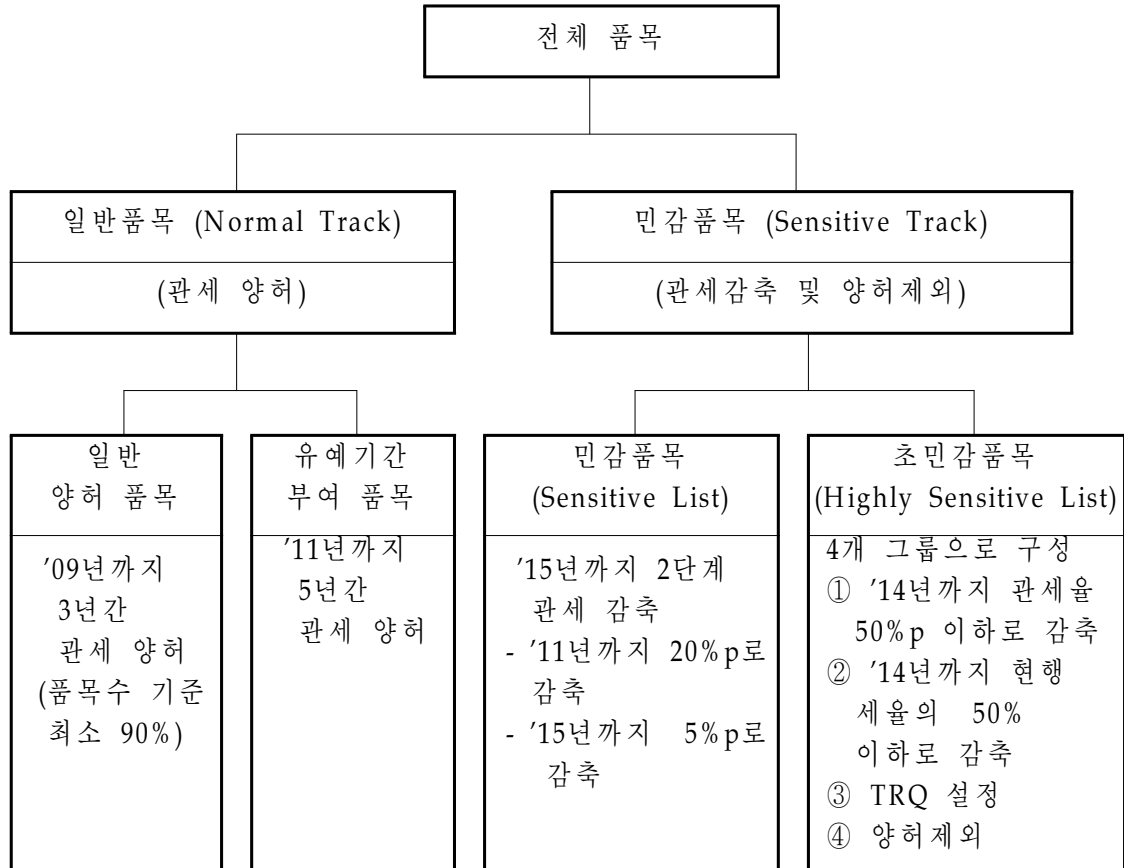 전체 품목
일반품목 (Normal Track)
(관세 양허)
민감품목 (Sensitive Track)
(관세감축 및 양허제외)
일반
양허 품목
'09년까지
3년간
관세 양허
(품목수 기준
최소 90%)
유예기간
부여 품목
'11년까지
5년간
관세 양허
민감품목
(Sensitive List)
'15년까지 2단계
관세 감축
- '11년까지 20%p로
감축
- '15년까지 5%p로
감축
초민감품목
(Highly Sensitive List)
4개 그룹으로 구성
① '14년까지 관세율
50%p 이하로 감축
② '14년까지 현행
세율의 50%
이하로 감축
③ TRQ 설정
④ 양허제외